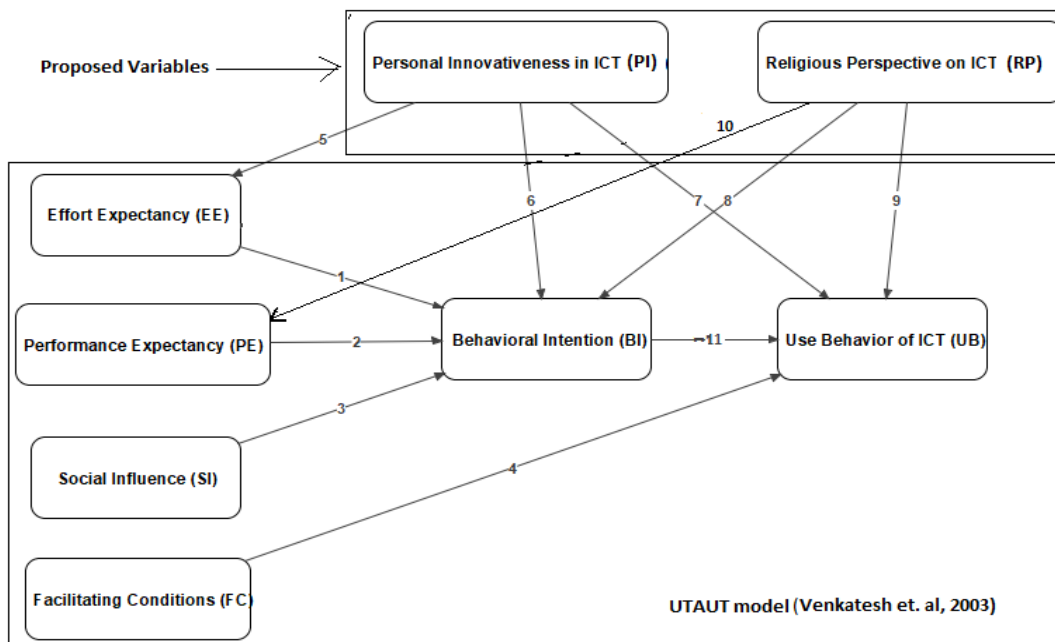 Personal Innovativeness in ICT (PI) (
Religious Perspective on ICT (RP)
Proposed Variables
10
5
Effort Expectancy (EE)
6
7
8
9
1
Performance Expectancy (PE)
2
Behavioral Intention (BI)
11
Use Behavior of ICT (UB)
3
Social Influence (SI)
4
Facilitating Conditions (FC)
UTAUT model (Venkatesh et. al, 2003)